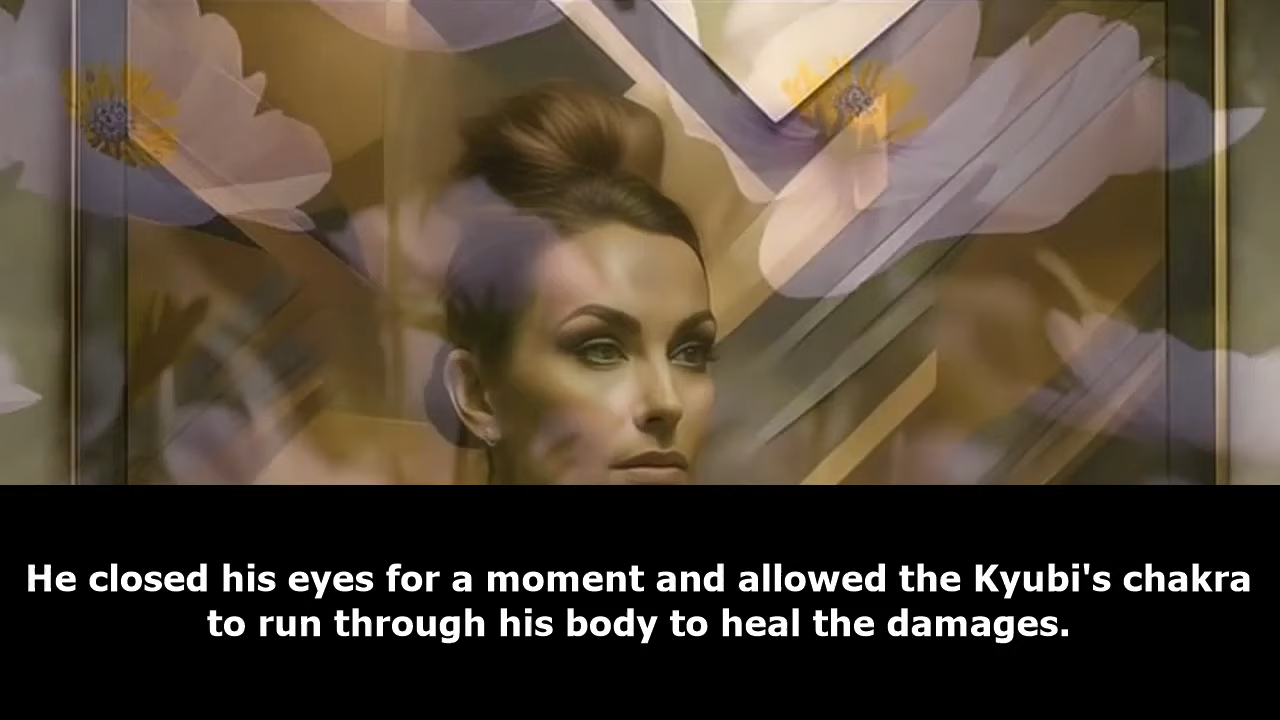 He closed his eyes for a moment and allowed the Kyubi's chakra
to run through his body to heal the damages.